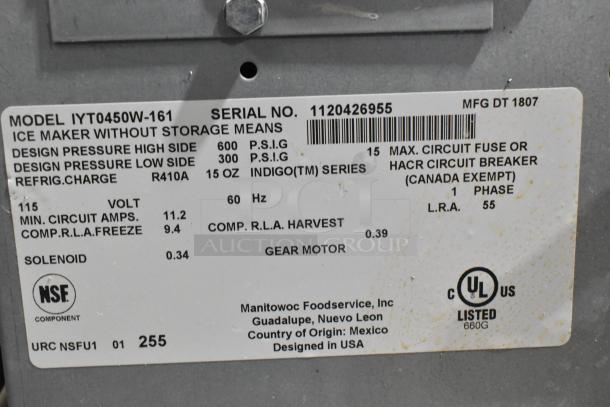 MODEL IYT0450W-161 SERIAL NO. 1120426955 MFG DT 1807
ICE MAKER WITHOUT STORAGE MEANS
DESIGN PRESSURE HIGH SIDE 600 P.S.I.G 15 MAX. CIRCUIT FUSE OR
DESIGN PRESSURE LOW SIDE 300 P.S.I.G HACR CIRCUIT BREAKER
REFRIG.CHARGE R410A 15 OZ INDIGO(TM) SERIES (CANADA EXEMPT)
115 VOLT 60 Hz 1 PHASE
MIN. CIRCUIT AMPS. 11.2 L.R.A. 55
COMP.R.L.A.FREEZE 9.4 COMP. R.L.A. HARVEST 0.39
SOLENOID 0.34 GEAR MOTOR
PCI
AUCTION GROUP
NSF
COMPONENT
URC NSFU1 01 255
Manitowoc Foodservice, Inc
Guadalupe, Nuevo Leon
Country of Origin: Mexico
Designed in USA
C UL US
LISTED
660G